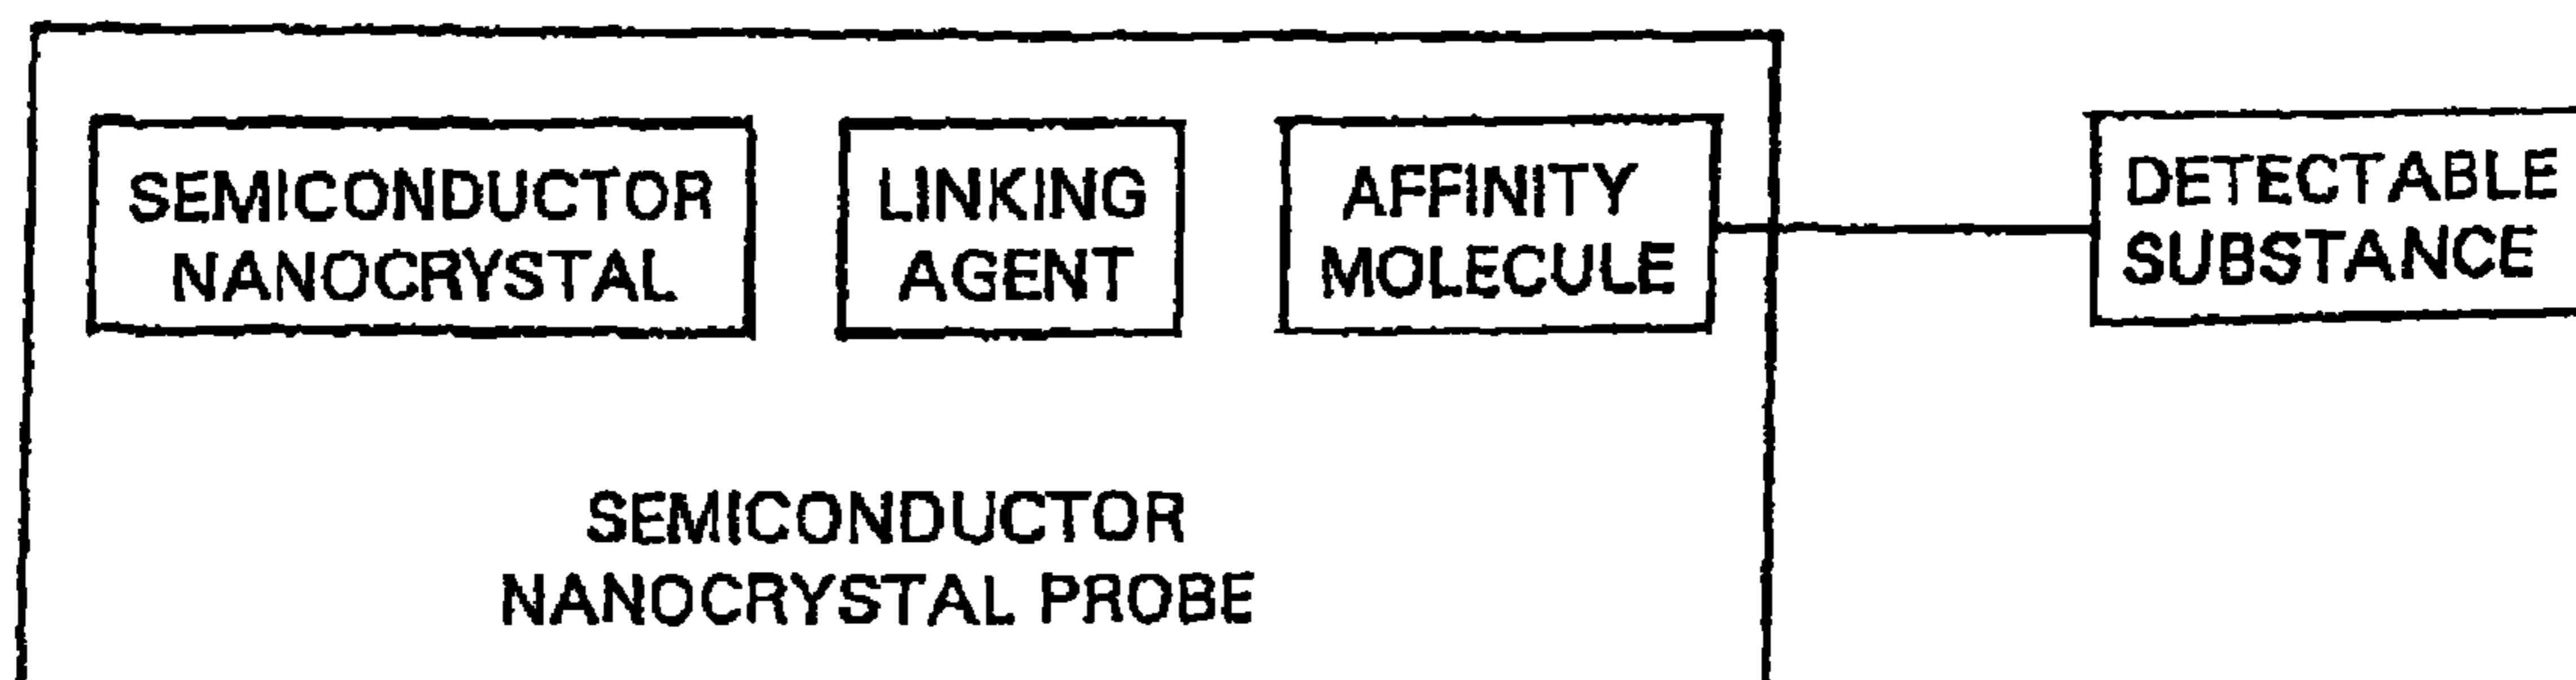 SEMICONDUCTOR
NANOCRYSTAL
LINKING
AGENT
AFFINITY
MOLECULE
DETECTABLE
SUBSTANCE
SEMICONDUCTOR
NANOCRYSTAL PROBE